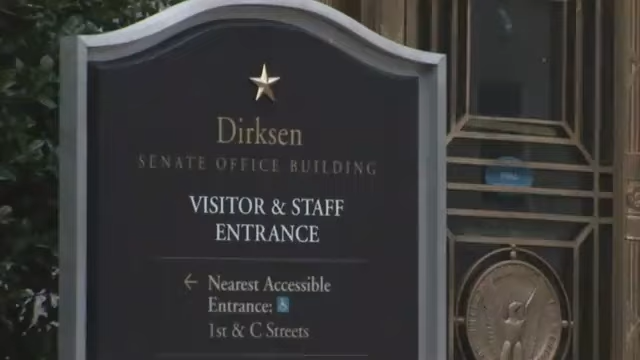 Dirksen
SENATE OFFICE BUILDING
VISITOR & STAFF
ENTRANCE
← Nearest Accessible
Entrance:
1st & C Streets